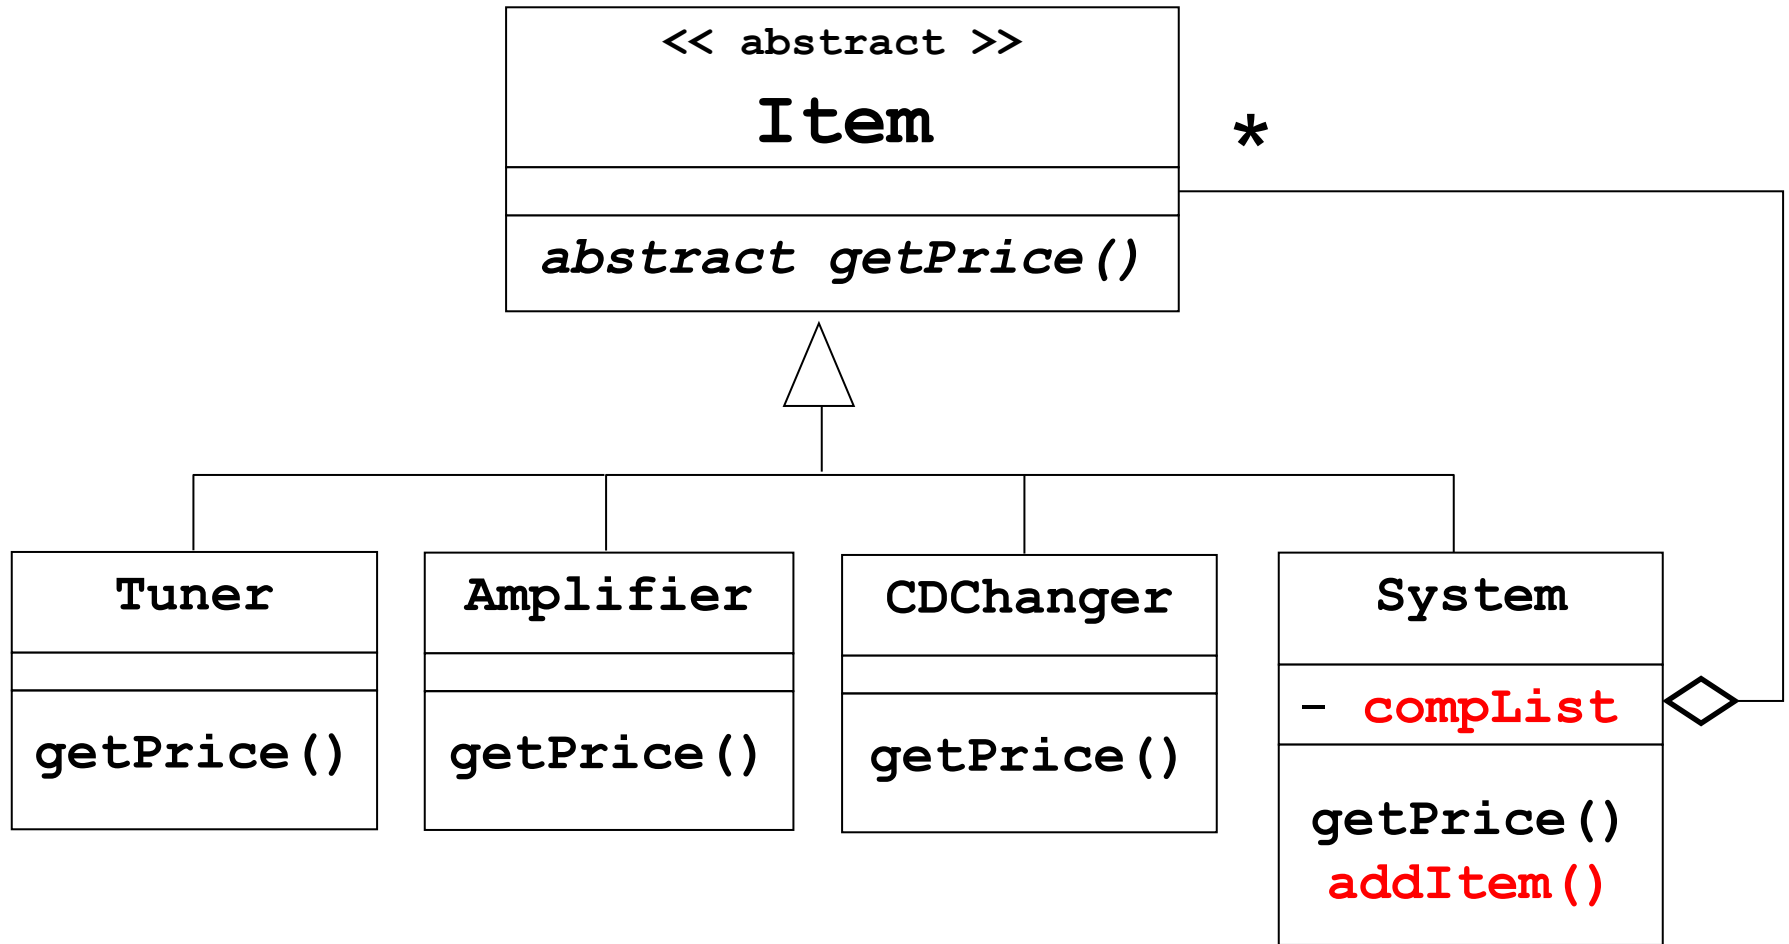 << abstract >>
Item
*
abstract getPrice()
Tuner
getPrice()
Amplifier
getPrice()
CDChanger
getPrice()
System
- compList
getPrice()
addItem()